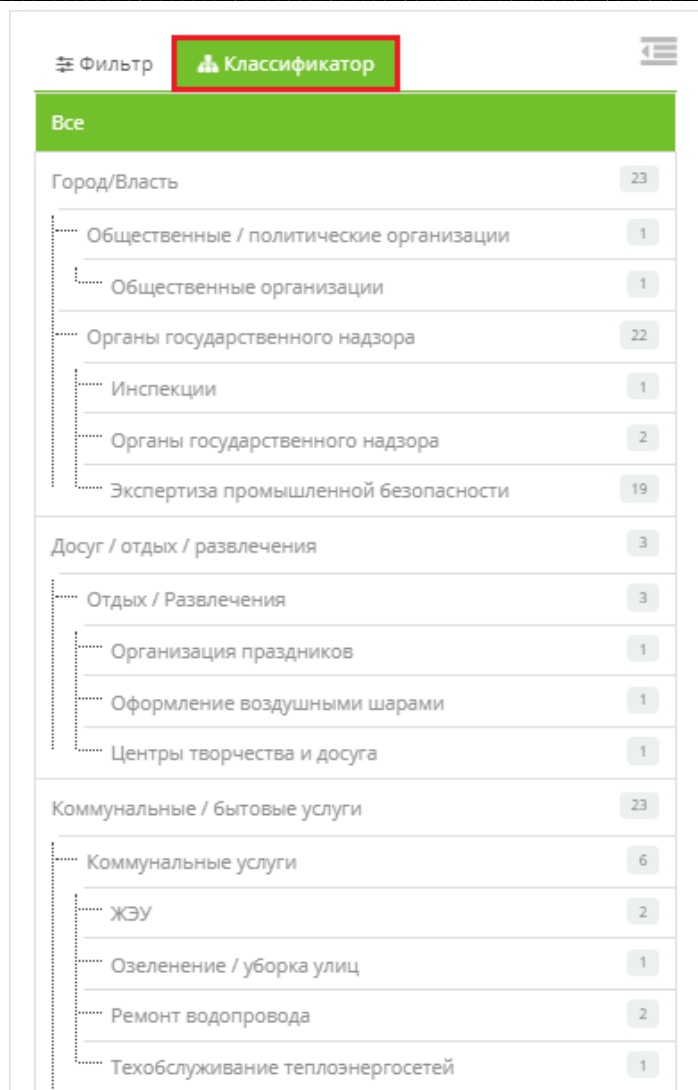 Фильтр Классификатор
Все
Город/Власть 23
Общественные / политические организации 1
Общественные организации 1
Органы государственного надзора 22
Инспекции 1
Органы государственного надзора 2
Экспертиза промышленной безопасности 19
Досуг / отдых / развлечения 3
Отдых / Развлечения 3
Организация праздников 1
Оформление воздушными шарами 1
Центры творчества и досуга 1
Коммунальные / бытовые услуги 23
Коммунальные услуги 6
ЖЭУ 2
Озеленение / уборка улиц 1
Ремонт водопровода 2
Техобслуживание теплоэнергосетей 1